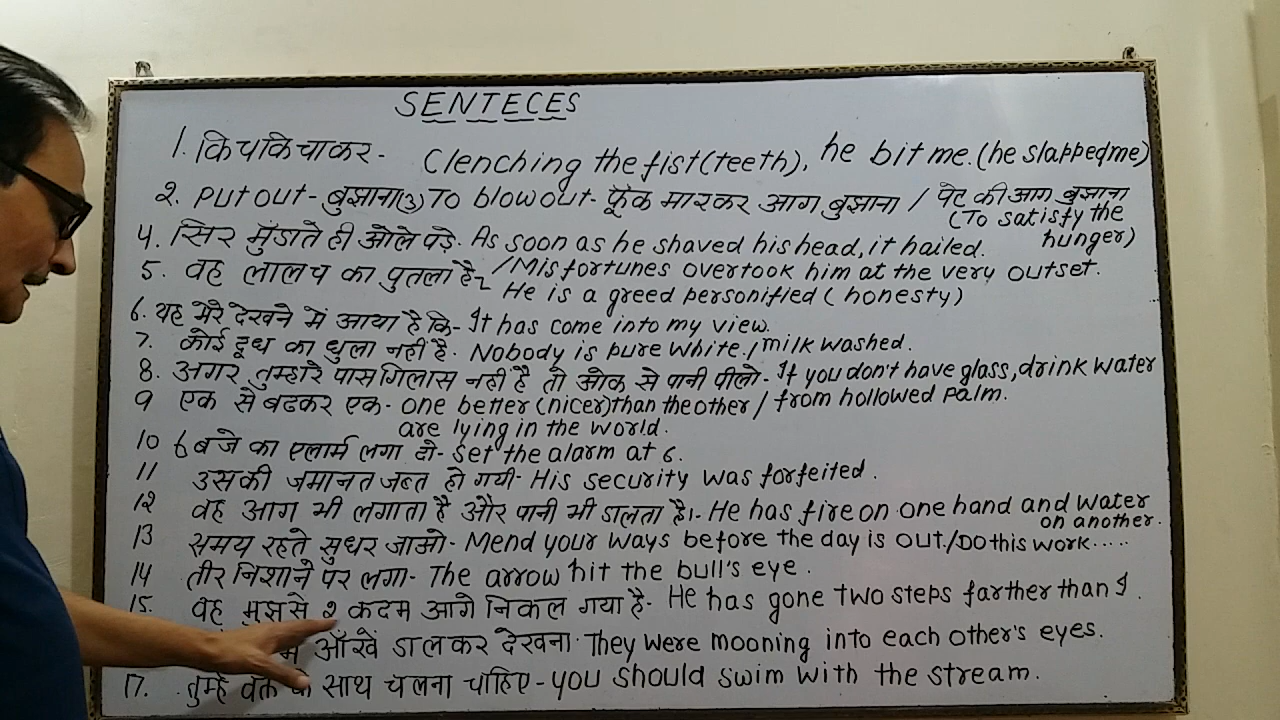 SENTECES
1. किचकिचाकर - Clenching the fist(teeth), he bit me.(he slapped me)
2. Put out - बुझाना (3) To blow out - फूंक मारकर आग बुझाना / पेट की आग बुझाना
(To satisfy the hunger)
4. सिर मुंडाते ही ओले पड़े. As soon as he shaved his head, it hailed.
/Misfortunes overtook him at the very outset.
5. वह लालच का पुतला है - He is a greed personified (honesty)
6. यह मेरे देखने में आया है कि - It has come into my view.
7. कोई दूध का धुला नहीं है. Nobody is pure white./milk washed.
8. अगर तुम्हारे पास गिलास नहीं है तो ओक से पानी पीलो - If you don't have glass, drink water
from hollowed palm.
9 एक से बढकर एक - one better (nicer) than the other /
are lying in the world.
10 6 बजे का एलार्म लगा दो - Set the alarm at 6.
11 उसकी जमानत जब्त हो गयी - His security was forfeited.
12 वह आग भी लगाता है और पानी भी डालता है। - He has fire on one hand and water
on another.
13 समय रहते सुधर जाओ - Mend your ways before the day is out./Do this work.....
14 तीर निशाने पर लगा - The arrow hit the bull's eye.
15. वह मुझसे २ कदम आगे निकल गया है - He has gone two steps farther than I.
में आँखें डालकर देखना. They were mooning into each other's eyes.
17. तुम्हें वक्त के साथ चलना चाहिए - you should swim with the stream.